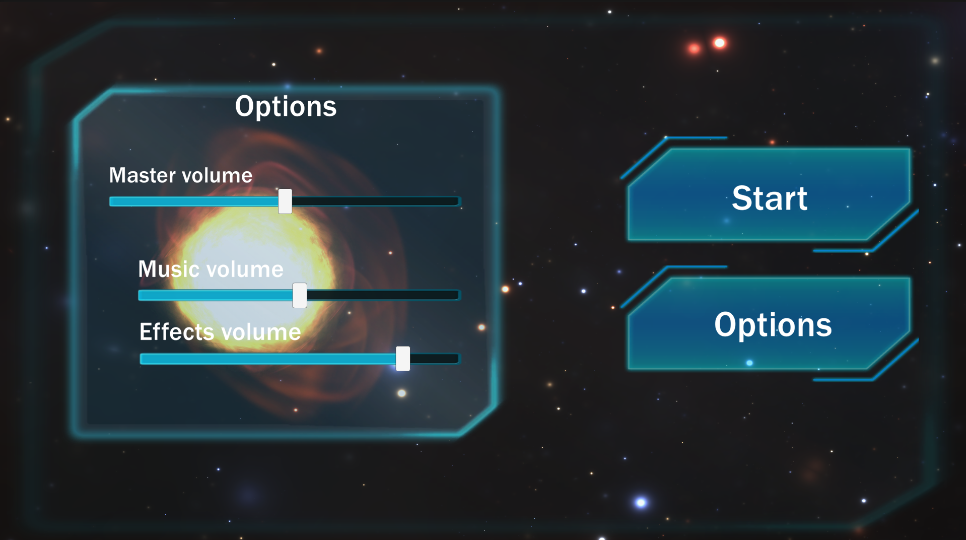 Options
Master volume
Music volume
Effects volume
Start
Options